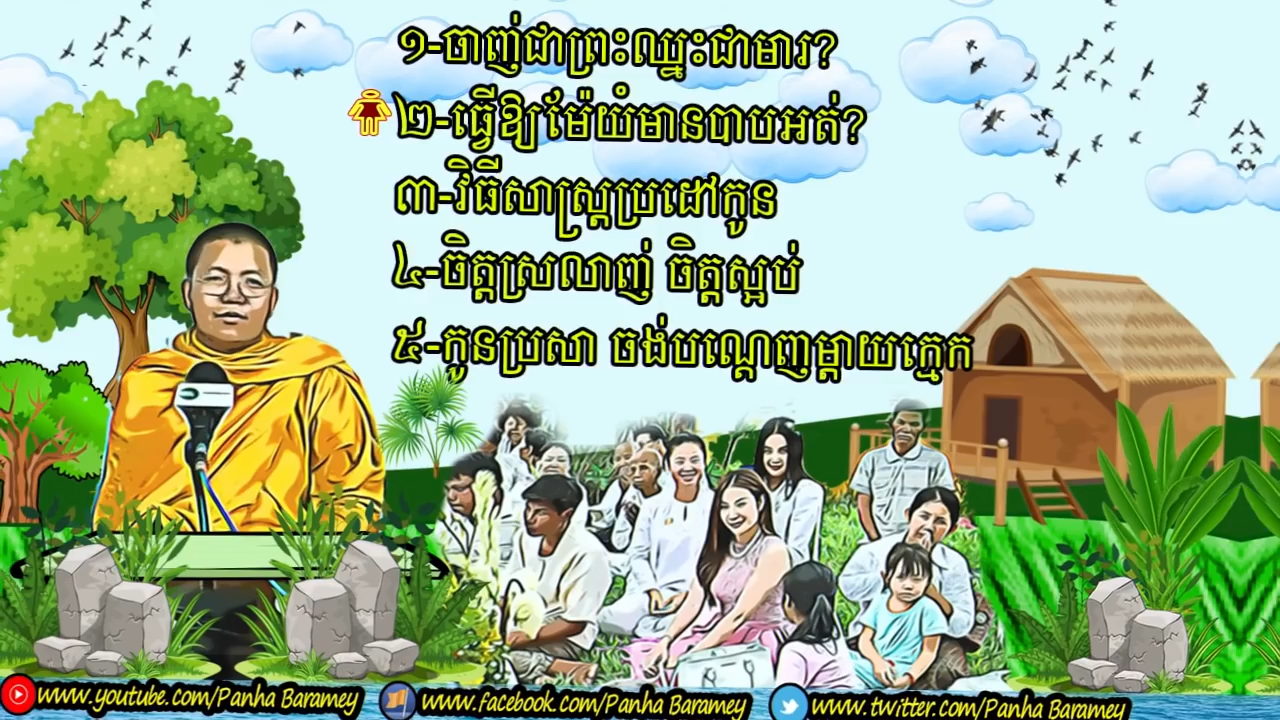 ១-ចាញ់ជាព្រះឈ្នះជាមារ?
២-ធ្វើឱ្យម៉ែយំមានបាបអត់?
៣-វិធីសាស្ត្រប្រដៅកូន
៤-ចិត្តស្រលាញ់ ចិត្តស្អប់
៥-កូនប្រសា ចង់បណ្តេញម្តាយក្មេក
www.youtube.com/Panha Baramey
www.facebook.com/Panha Baramey
www.twitter.com/Panha Baramey